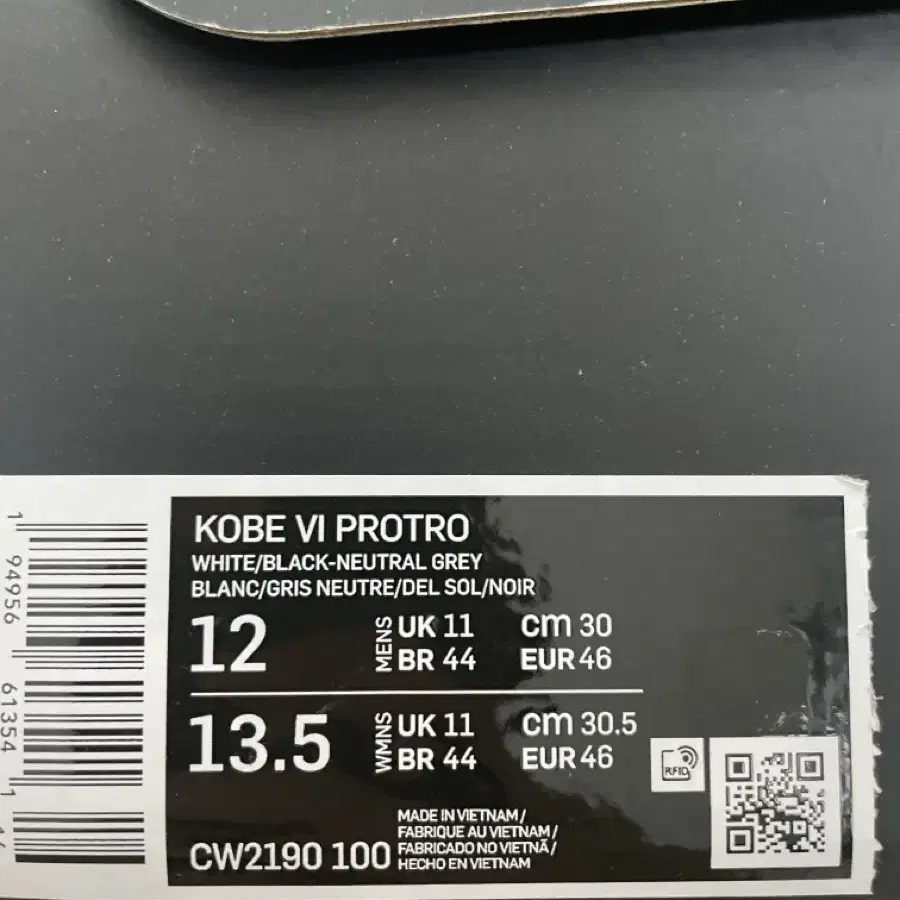 KOBE VI PROTRO
WHITE/BLACK-NEUTRAL GREY
BLANC/GRIS NEUTRE/DEL SOL/NOIR
12 MENS UK 11 cm 30
BR 44 EUR 46
13.5 WMNS UK 11 cm 30.5
BR 44 EUR 46
RFID
CW2190 100
MADE IN VIETNAM /
FABRIQUE AU VIETNAM /
FABRICADO NO VIETNÃ /
HECHO EN VIETNAM
1 94956 61354 1